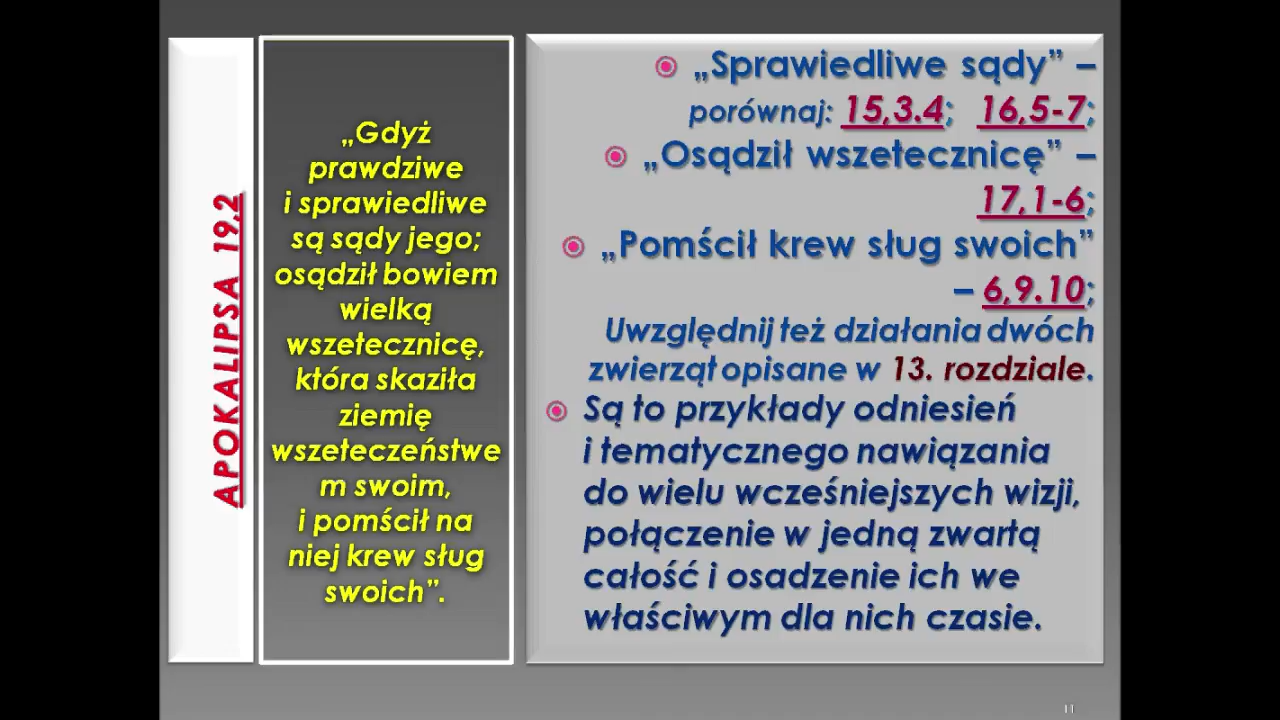 APOKALIPSA 19,2
„Gdyż
prawdziwe
i sprawiedliwe
są sądy jego;
osądził bowiem
wielką
wszetecznicę,
która skaziła
ziemię
wszeteczeństwe
m swoim,
i pomścił na
niej krew sług
swoich”.
„Sprawiedliwe sądy” –
porównaj: 15,3.4; 16,5-7;
„Osądził wszetecznicę” –
17,1-6;
„Pomścił krew sług swoich”
– 6,9.10;
Uwzględnij też działania dwóch
zwierząt opisane w 13. rozdziale.
Są to przykłady odniesień
i tematycznego nawiązania
do wielu wcześniejszych wizji,
połączenie w jedną zwartą
całość i osadzenie ich we
właściwym dla nich czasie.
11